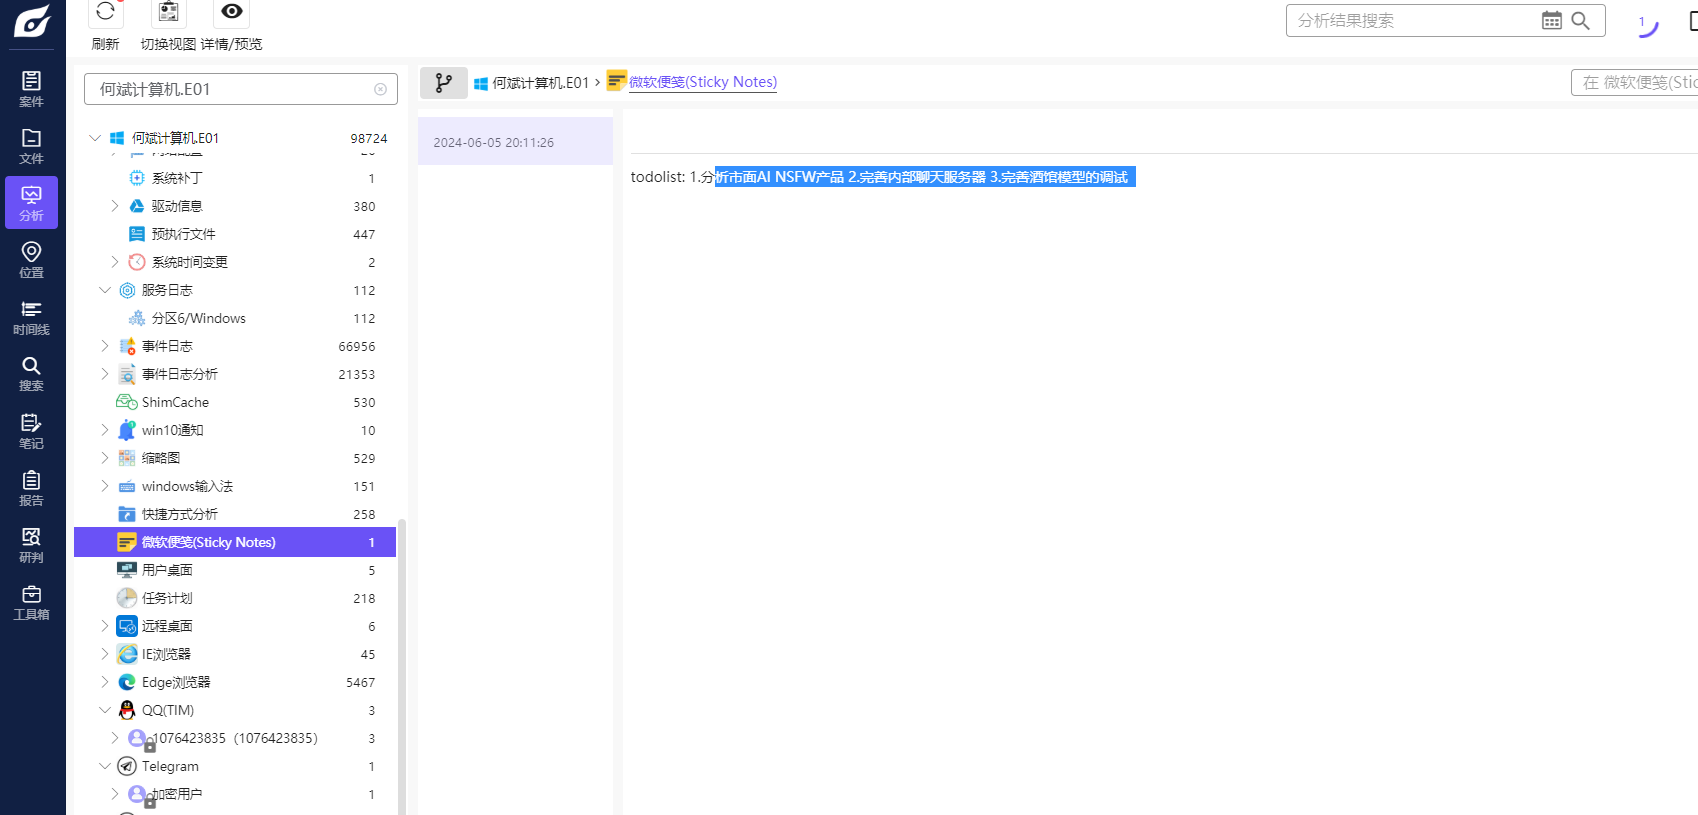 刷新
切换视图
详情/预览
分析结果搜索
1
案件
文件
分析
位置
时间线
搜索
笔记
报告
研判
工具箱
何斌计算机.E01
何斌计算机.E01 98724
系统补丁 1
驱动信息 380
预执行文件 447
系统时间变更 2
服务日志 112
分区6/Windows 112
事件日志 66956
事件日志分析 21353
ShimCache 530
win10通知 10
缩略图 529
windows输入法 151
快捷方式分析 258
微软便笺(Sticky Notes) 1
用户桌面 5
任务计划 218
远程桌面 6
IE浏览器 45
Edge浏览器 5467
QQ(TIM) 3
1076423835（1076423835） 3
Telegram 1
加密用户 1
何斌计算机.E01 › 微软便笺(Sticky Notes)
在 微软便笺(Stic
2024-06-05 20:11:26
todolist: 1.分析市面AI NSFW产品 2.完善内部聊天服务器 3.完善酒馆模型的调试